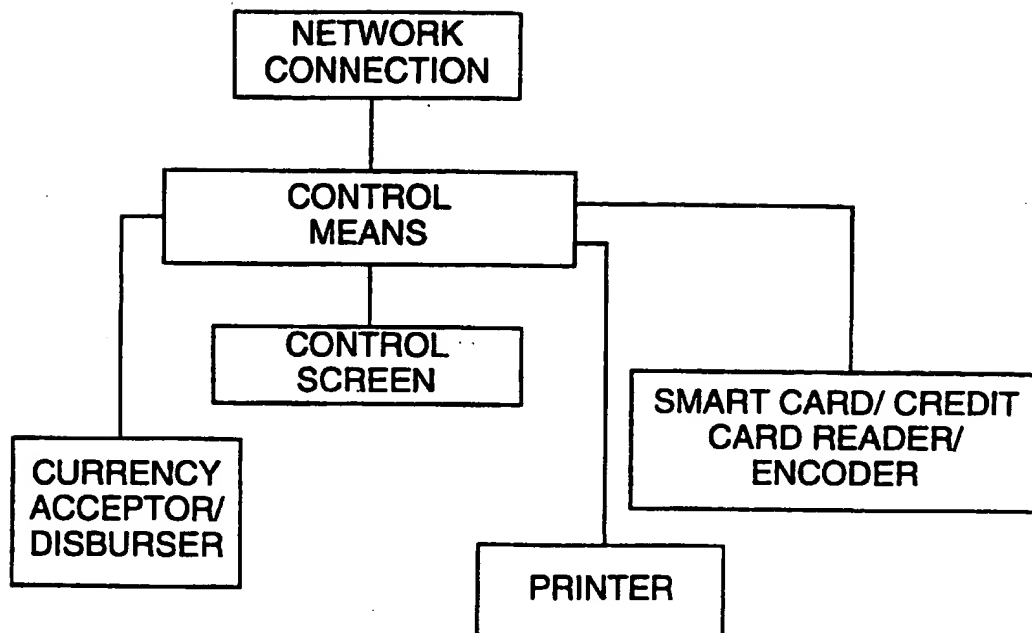 NETWORK
CONNECTION
CONTROL
MEANS
CONTROL
SCREEN
SMART CARD/ CREDIT
CARD READER/
ENCODER
CURRENCY
ACCEPTOR/
DISBURSER
PRINTER